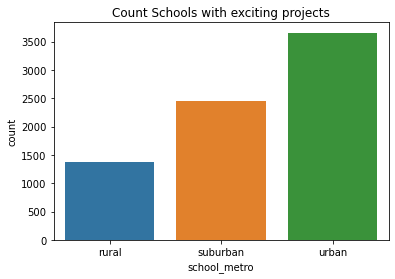 Count Schools with exciting projects
3500
3000
2500
2000
1500
1000
500
0
count
rural suburban urban
school_metro